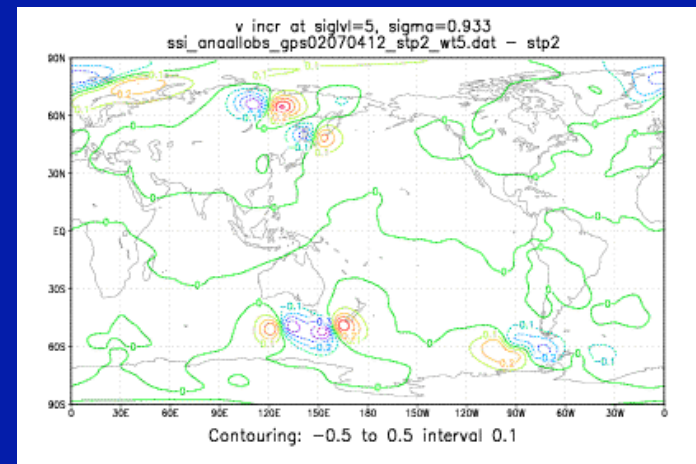 v incr at siglvl=5, sigma=0.933
ssi_anaallobs_gps02070412_stp2_wt5.dat - stp2
90N
60N
30N
EQ
30S
60S
90S
0 30E 60E 90E 120E 150E 180 150W 120W 90W 60W 30W 0
Contouring: -0.5 to 0.5 interval 0.1